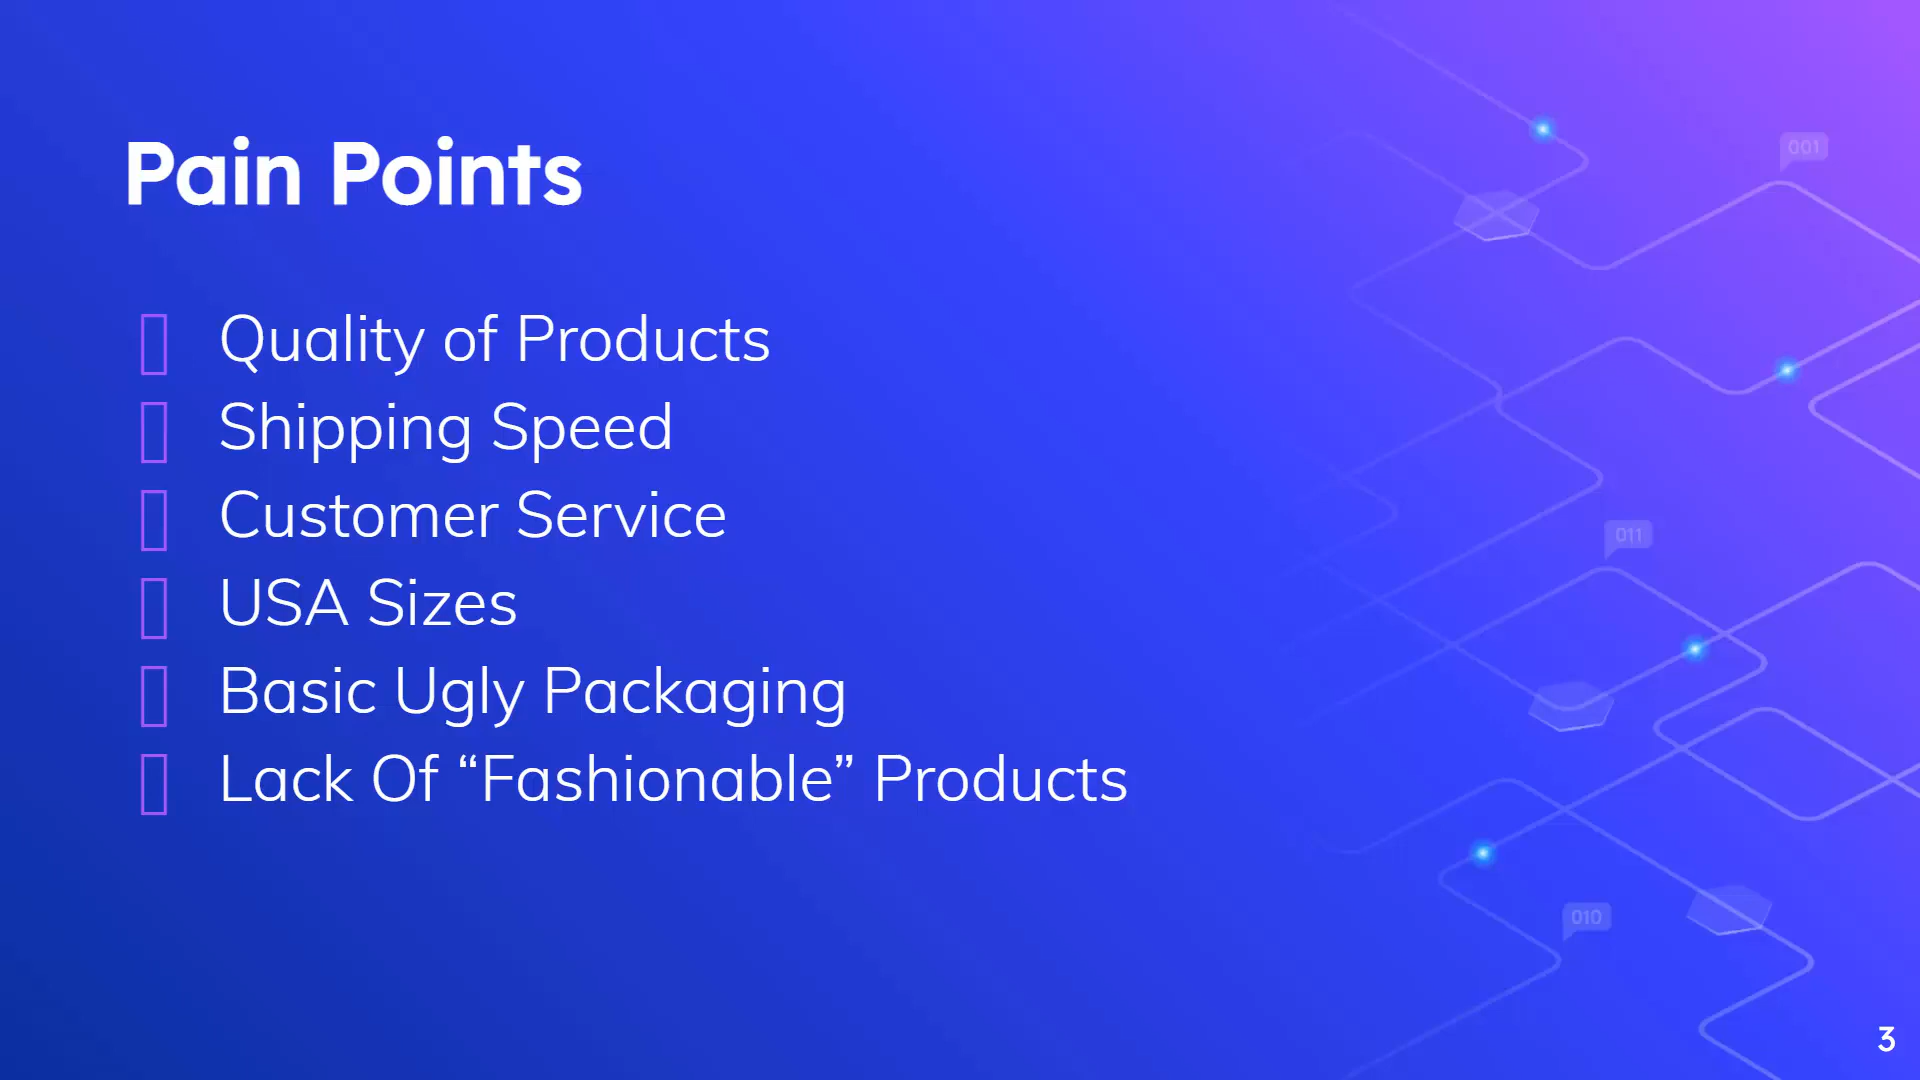 Pain Points
Quality of Products
Shipping Speed
Customer Service
USA Sizes
Basic Ugly Packaging
Lack Of “Fashionable” Products
001
011
010
3